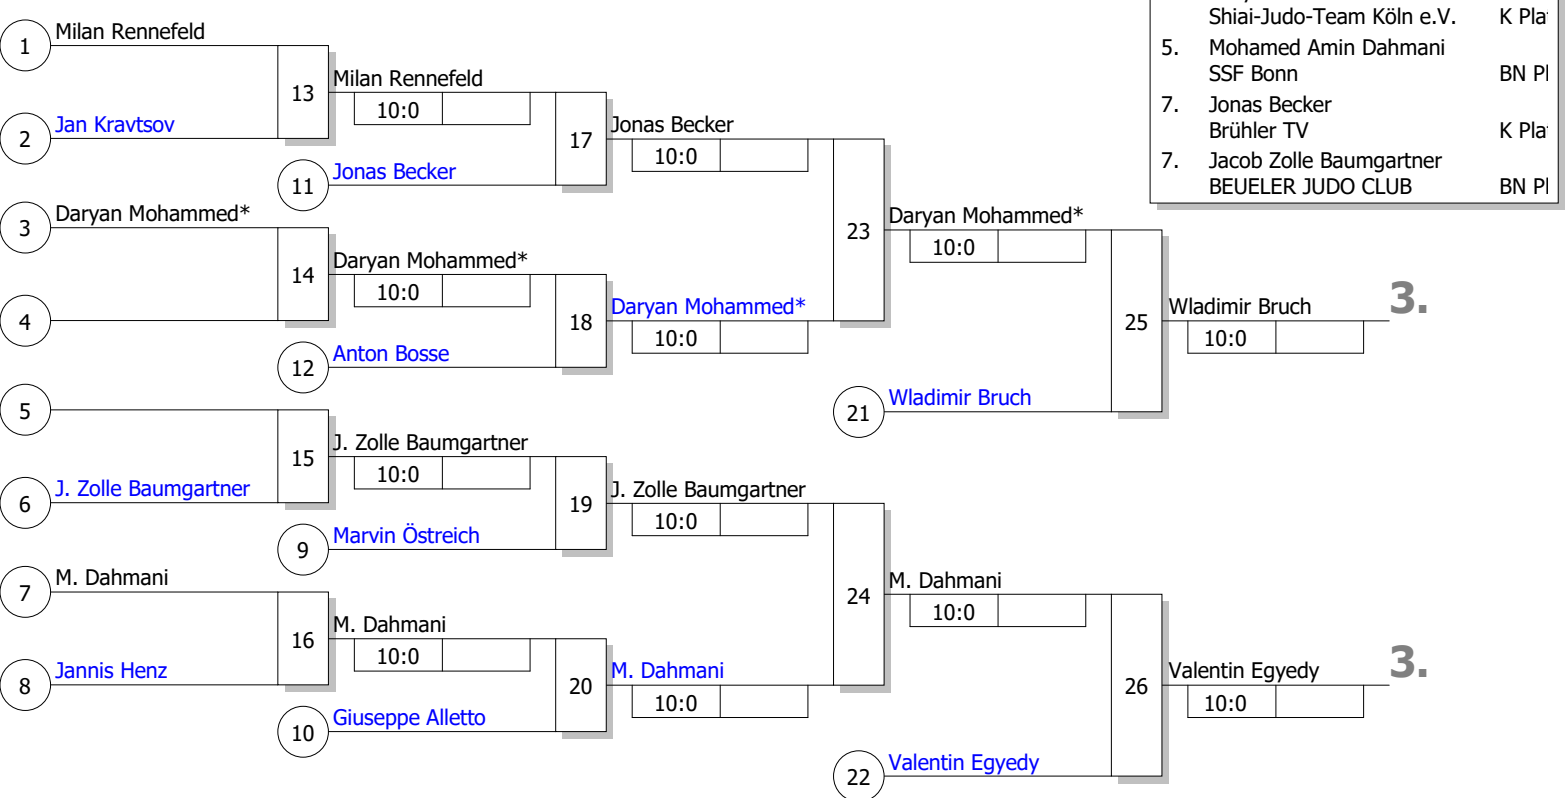 Shiai-Judo-Team Köln e.V.
5. Mohamed Amin Dahmani
SSF Bonn BN
7. Jonas Becker
Brühler TV
7. Jacob Zolle Baumgartner
BEUELER JUDO CLUB BN
1 Milan Rennefeld
2 Jan Kravtsov
13 Milan Rennefeld
10:0
11 Jonas Becker
17 Jonas Becker
10:0
3 Daryan Mohammed*
4
14 Daryan Mohammed*
10:0
12 Anton Bosse
18 Daryan Mohammed*
10:0
23 Daryan Mohammed*
10:0
21 Wladimir Bruch
25 Wladimir Bruch 3.
10:0
5
6 J. Zolle Baumgartner
15 J. Zolle Baumgartner
10:0
9 Marvin Östreich
19 J. Zolle Baumgartner
10:0
7 M. Dahmani
8 Jannis Henz
16 M. Dahmani
10:0
10 Giuseppe Alletto
20 M. Dahmani
10:0
24 M. Dahmani
10:0
22 Valentin Egyedy
26 Valentin Egyedy 3.
10:0